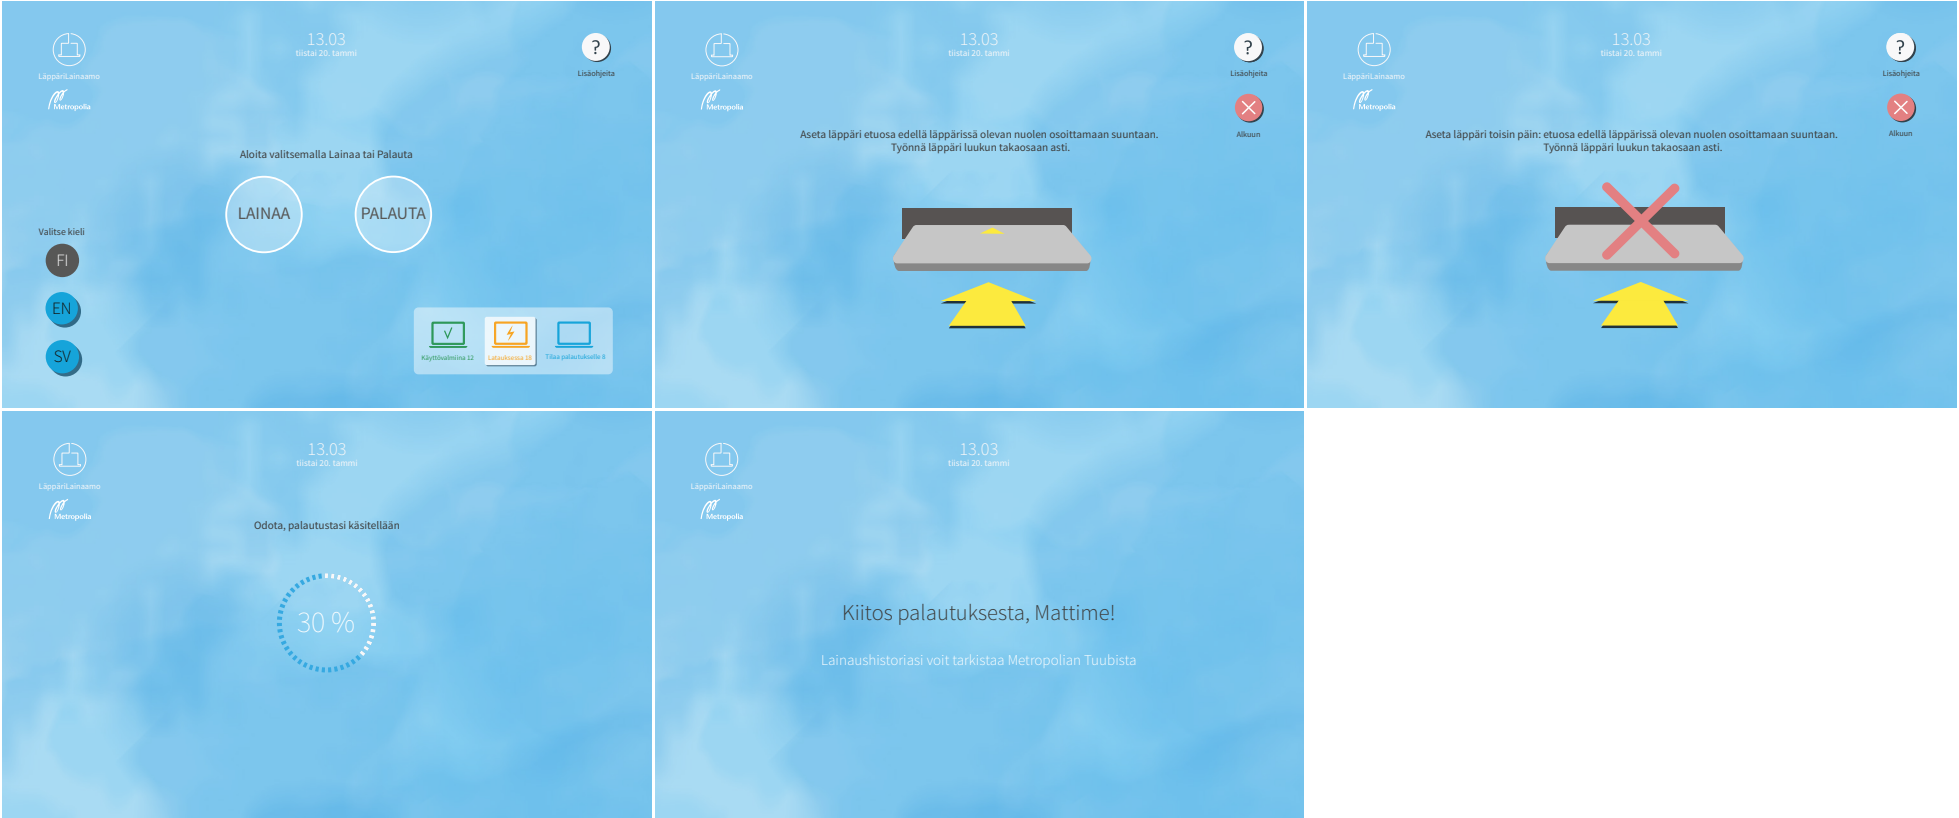 LäppäriLainaamo
Metropolia
13.03
tiistai 20. tammi
?
Lisäohjeita
Aloita valitsemalla Lainaa tai Palauta
LAINAA
PALAUTA
Valitse kieli
FI
EN
SV
Käyttövalmiina 12
Latauksessa 18
Tilaa palautukselle 8
LäppäriLainaamo
Metropolia
13.03
tiistai 20. tammi
?
Lisäohjeita
Alkuun
Aseta läppäri etuosa edellä läppärissä olevan nuolen osoittamaan suuntaan.
Työnnä läppäri luukun takaosaan asti.
LäppäriLainaamo
Metropolia
13.03
tiistai 20. tammi
?
Lisäohjeita
Alkuun
Aseta läppäri toisin päin: etuosa edellä läppärissä olevan nuolen osoittamaan suuntaan.
Työnnä läppäri luukun takaosaan asti.
LäppäriLainaamo
Metropolia
13.03
tiistai 20. tammi
Odota, palautustasi käsitellään
30 %
LäppäriLainaamo
Metropolia
13.03
tiistai 20. tammi
Kiitos palautuksesta, Mattime!
Lainaushistoriasi voit tarkistaa Metropolian Tuubista